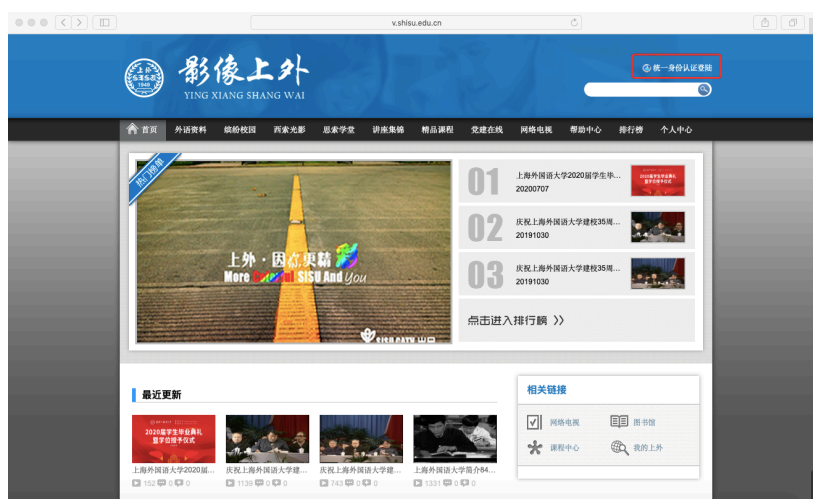 v.shisu.edu.cn
影像上外
YING XIANG SHANG WAI
统一身份认证登陆
首页 外语资料 缤纷校园 西索光影 思索学堂 讲座集锦 精品课程 党建在线 网络电视 帮助中心 排行榜 个人中心
热门榜单
上外·因你更精彩
More Colorful SISU And You
SISU CATV 出品
01
上海外国语大学2020届学生毕...
20200707
02
庆祝上海外国语大学建校35周...
20191030
03
庆祝上海外国语大学建校35周...
20191030
点击进入排行榜 》
最近更新
2020届学生毕业典礼
暨学位授予仪式
上海外国语大学2020届...
152 0 0
庆祝上海外国语大学建...
1139 0 0
庆祝上海外国语大学建...
743 0 0
上海外国语大学简介84...
1331 0 0
相关链接
网络电视
图书馆
课程中心
我的上外